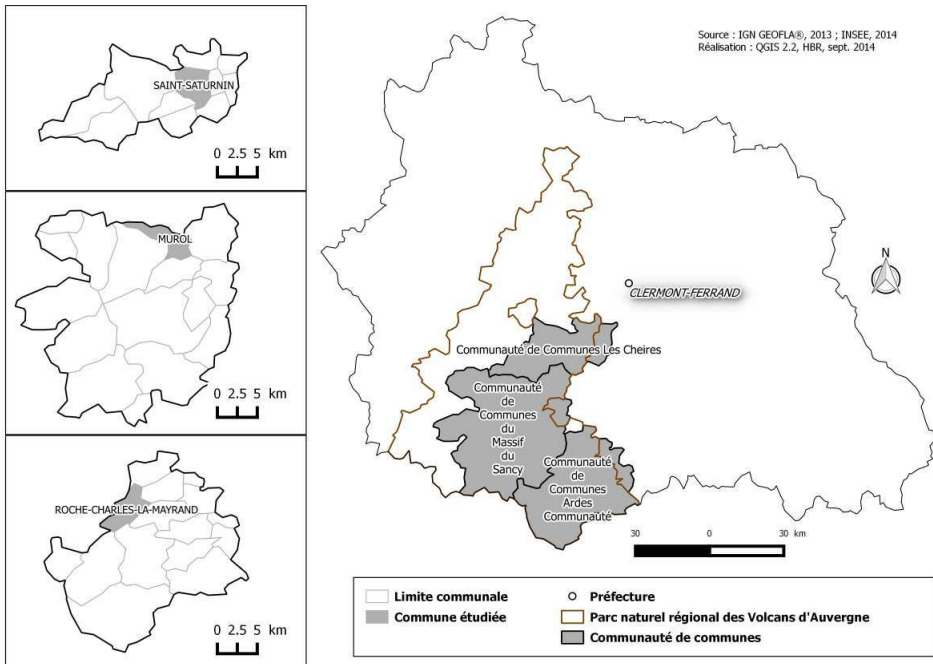 SAINT-SATURNIN
0 2.5 5 km
MUROL
0 2.5 5 km
ROCHE-CHARLES-LA-MAYRAND
0 2.5 5 km
Source : IGN GEOFLA®, 2013 ; INSEE, 2014
Réalisation : QGIS 2.2, HBR, sept. 2014
N
CLERMONT-FERRAND
Communauté de Communes Les Cheires
Communauté
de
Communes
du
Massif
du
Sancy
Communauté
de
Communes
Ardes
Communauté
30 0 30 km
Limite communale
Commune étudiée
Préfecture
Parc naturel régional des Volcans d'Auvergne
Communauté de communes